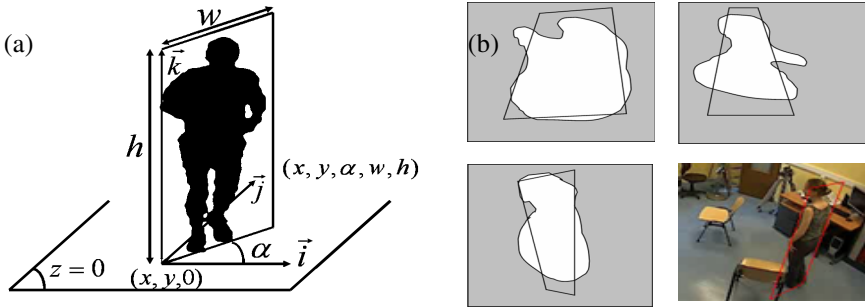 (a)
w
k⃗
h
j⃗
(x, y, α, w, h)
α
i⃗
z = 0
(x, y,0)
(b)